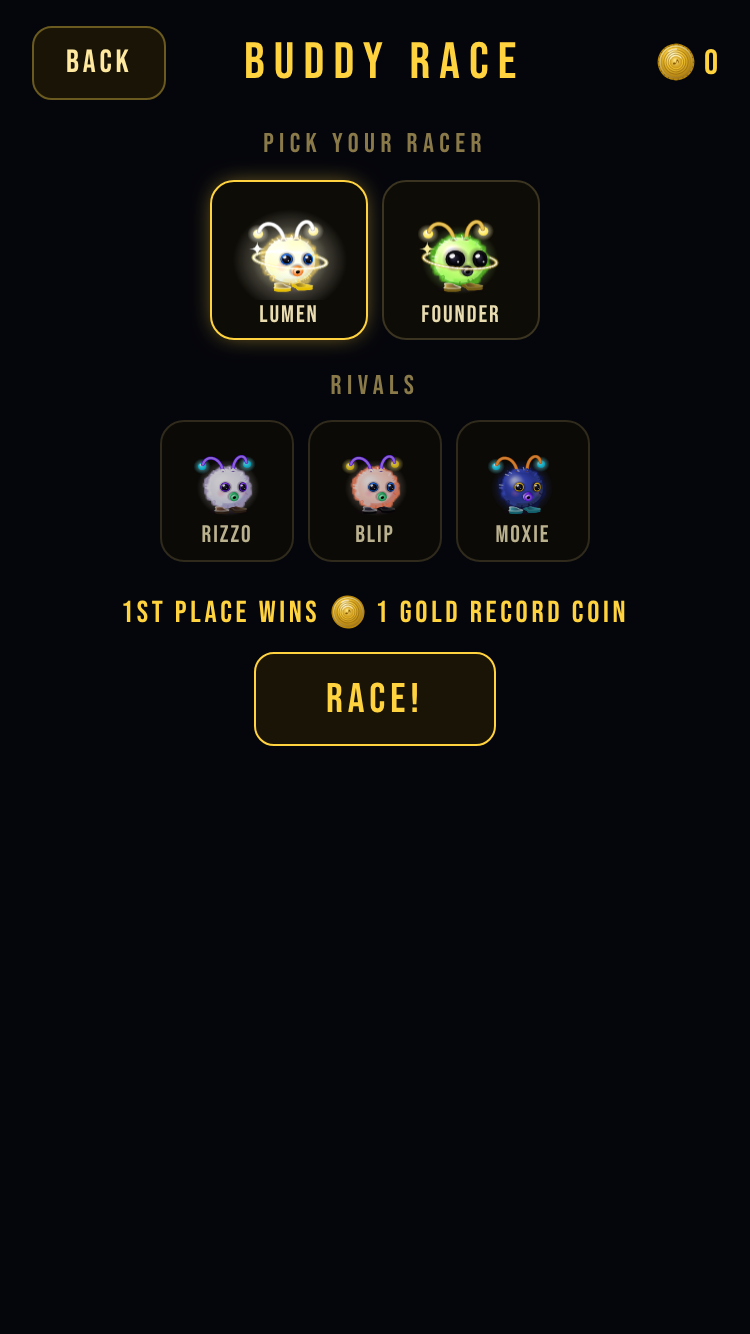 BACK
BUDDY RACE
0
PICK YOUR RACER
LUMEN
FOUNDER
RIVALS
RIZZO
BLIP
MOXIE
1ST PLACE WINS 1 GOLD RECORD COIN
RACE!